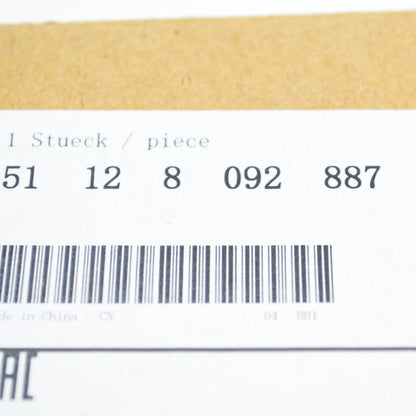 1 Stueck / piece
51 12 8 092 887
de in China - CN 04 BH1